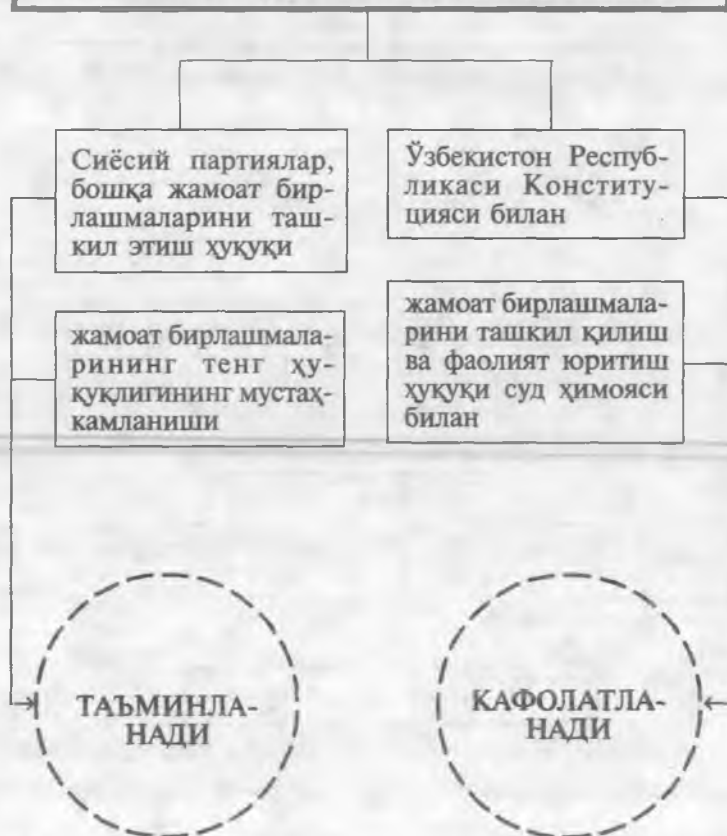 Сиёсий партиялар,
бошқа жамоат бир-
лашмаларини таш-
кил этиш ҳуқуқи
Ўзбекистон Респуб-
ликаси Конститу-
цияси билан
жамоат бирлашмала-
рининг тенг ҳу-
қуқлигининг мустаҳ-
камланиши
жамоат бирлашмала-
рини ташкил қилиш
ва фаолият юритиш
ҳуқуқи суд ҳимояси
билан
ТАЪМИНЛА-
НАДИ
КАФОЛАТЛА-
НАДИ